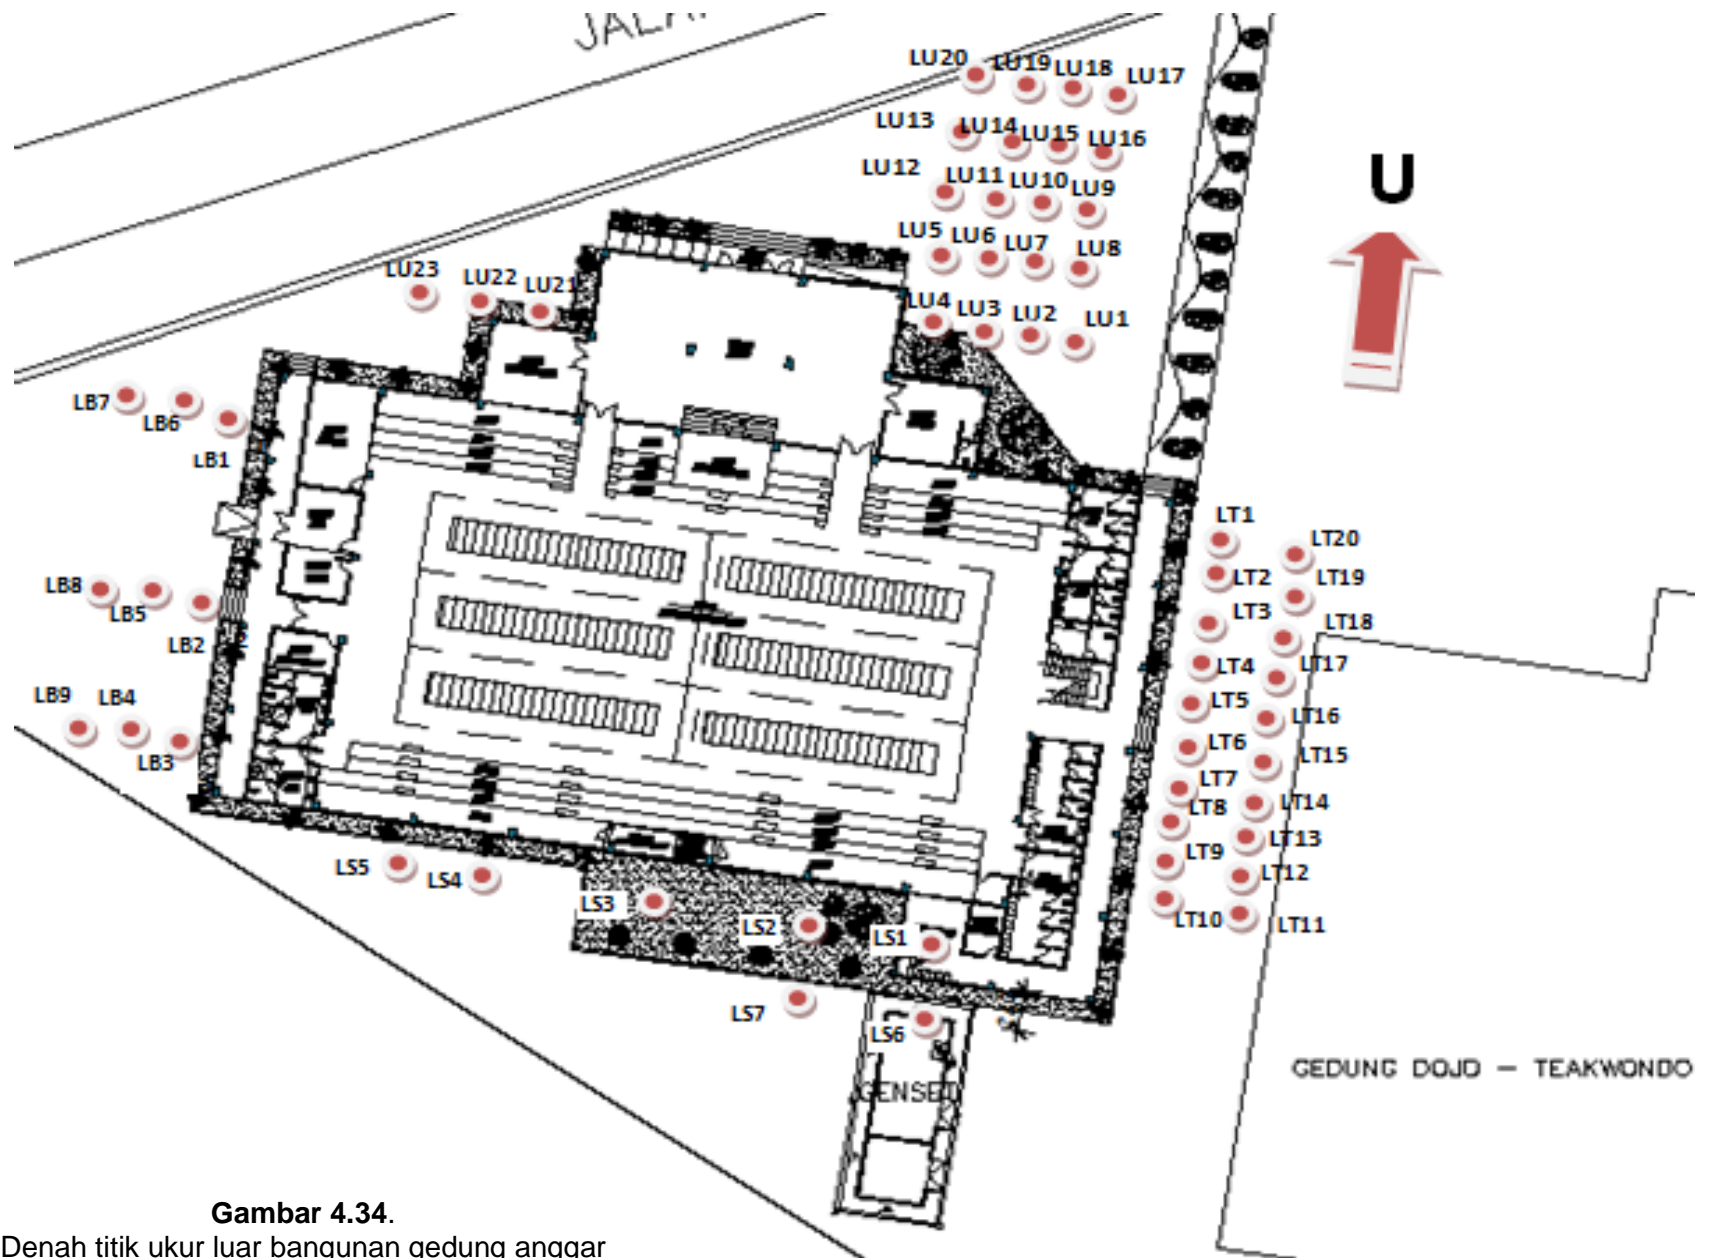 LU20 LU19 LU18 LU17
LU13 LU14 LU15 LU16
LU12 LU11 LU10 LU9
U
LU5 LU6 LU7 LU8
LU23 LU22 LU21
LU4 LU3 LU2 LU1
LB7 LB6 LB1
LT1 LT20
LT2 LT19
LT3 LT18
LB8 LB5 LB2
LT4 LT17
LT5 LT16
LB9 LB4 LB3
LT6 LT15
LT7 LT14
LT8 LT13
LT9 LT12
LT10 LT11
LS5 LS4 LS3 LS2 LS1
LS7 LS6
GEDUNG DOJO - TEAKWONDO
GENSET
Gambar 4.34.
Denah titik ukur luar bangunan gedung anggar